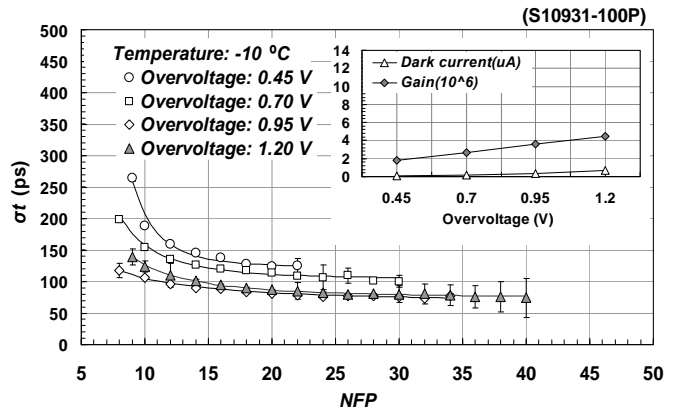 (S10931-100P)
500
450
400
350
300
250
200
150
100
50
0
σt (ps)
Temperature: -10 ºC
Overvoltage: 0.45 V
Overvoltage: 0.70 V
Overvoltage: 0.95 V
Overvoltage: 1.20 V
14
12
10
8
6
4
2
0
Dark current(uA)
Gain(10^6)
0.45 0.7 0.95 1.2
Overvoltage (V)
5 10 15 20 25 30 35 40 45 50
NFP